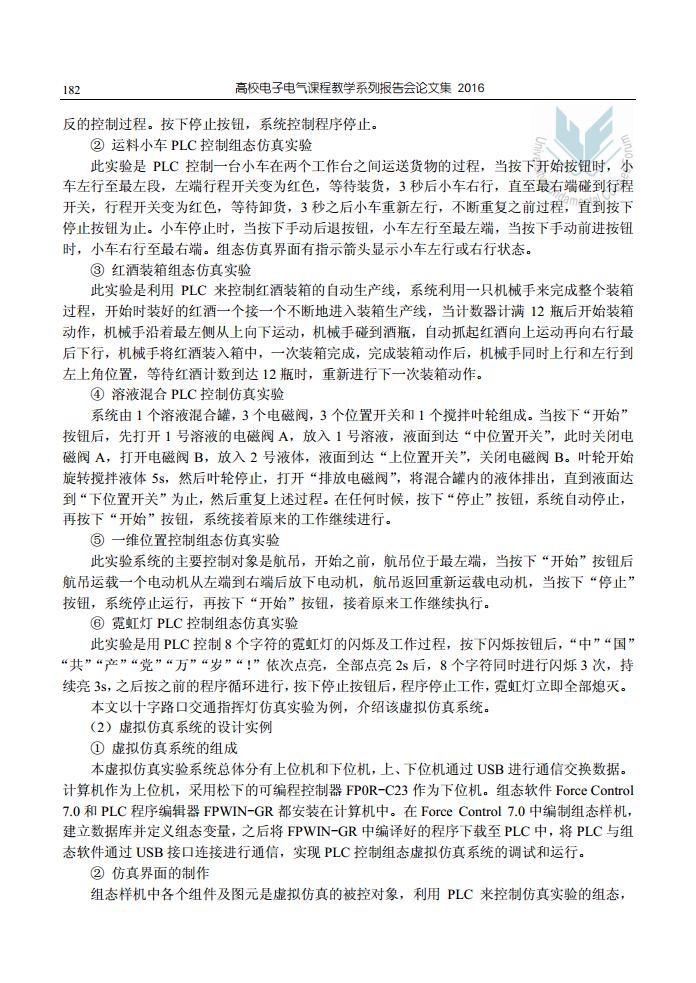 182
高校电子电气课程教学系列报告会论文集 2016
反的控制过程。按下停止按钮，系统控制程序停止。
② 运料小车 PLC 控制组态仿真实验
此实验是 PLC 控制一台小车在两个工作台之间运送货物的过程，当按下开始按钮时，小
车左行至最左段，左端行程开关变为红色，等待装货，3 秒后小车右行，直至最右端碰到行程
开关，行程开关变为红色，等待卸货，3 秒之后小车重新左行，不断重复之前过程，直到按下
停止按钮为止。小车停止时，当按下手动后退按钮，小车左行至最左端，当按下手动前进按钮
时，小车右行至最右端。组态仿真界面有指示箭头显示小车左行或右行状态。
③ 红酒装箱组态仿真实验
此实验是利用 PLC 来控制红酒装箱的自动生产线，系统利用一只机械手来完成整个装箱
过程，开始时装好的红酒一个接一个不断地进入装箱生产线，当计数器计满 12 瓶后开始装箱
动作，机械手沿着最左侧从上向下运动，机械手碰到酒瓶，自动抓起红酒向上运动再向右行最
后下行，机械手将红酒装入箱中，一次装箱完成，完成装箱动作后，机械手同时上行和左行到
左上角位置，等待红酒计数到达 12 瓶时，重新进行下一次装箱动作。
④ 溶液混合 PLC 控制仿真实验
系统由 1 个溶液混合罐，3 个电磁阀，3 个位置开关和 1 个搅拌叶轮组成。当按下“开始”
按钮后，先打开 1 号溶液的电磁阀 A，放入 1 号溶液，液面到达“中位置开关”，此时关闭电
磁阀 A，打开电磁阀 B，放入 2 号液体，液面到达“上位置开关”，关闭电磁阀 B。叶轮开始
旋转搅拌液体 5s，然后叶轮停止，打开“排放电磁阀”，将混合罐内的液体排出，直到液面达
到“下位置开关”为止，然后重复上述过程。在任何时候，按下“停止”按钮，系统自动停止，
再按下“开始”按钮，系统接着原来的工作继续进行。
⑤ 一维位置控制组态仿真实验
此实验系统的主要控制对象是航吊，开始之前，航吊位于最左端，当按下“开始”按钮后
航吊运载一个电动机从左端到右端后放下电动机，航吊返回重新运载电动机，当按下“停止”
按钮，系统停止运行，再按下“开始”按钮，接着原来工作继续执行。
⑥ 霓虹灯 PLC 控制组态仿真实验
此实验是用 PLC 控制 8 个字符的霓虹灯的闪烁及工作过程，按下闪烁按钮后，“中”“国”
“共”“产”“党”“万”“岁”“！”依次点亮，全部点亮 2s 后，8 个字符同时进行闪烁 3 次，持
续亮 3s，之后按之前的程序循环进行，按下停止按钮后，程序停止工作，霓虹灯立即全部熄灭。
本文以十字路口交通指挥灯仿真实验为例，介绍该虚拟仿真系统。
（2）虚拟仿真系统的设计实例
① 虚拟仿真系统的组成
本虚拟仿真实验系统总体分有上位机和下位机，上、下位机通过 USB 进行通信交换数据。
计算机作为上位机，采用松下的可编程控制器 FP0R-C23 作为下位机。组态软件 Force Control
7.0 和 PLC 程序编辑器 FPWIN-GR 都安装在计算机中。在 Force Control 7.0 中编制组态样机，
建立数据库并定义组态变量，之后将 FPWIN-GR 中编译好的程序下载至 PLC 中，将 PLC 与组
态软件通过 USB 接口连接进行通信，实现 PLC 控制组态虚拟仿真系统的调试和运行。
② 仿真界面的制作
组态样机中各个组件及图元是虚拟仿真的被控对象，利用 PLC 来控制仿真实验的组态，